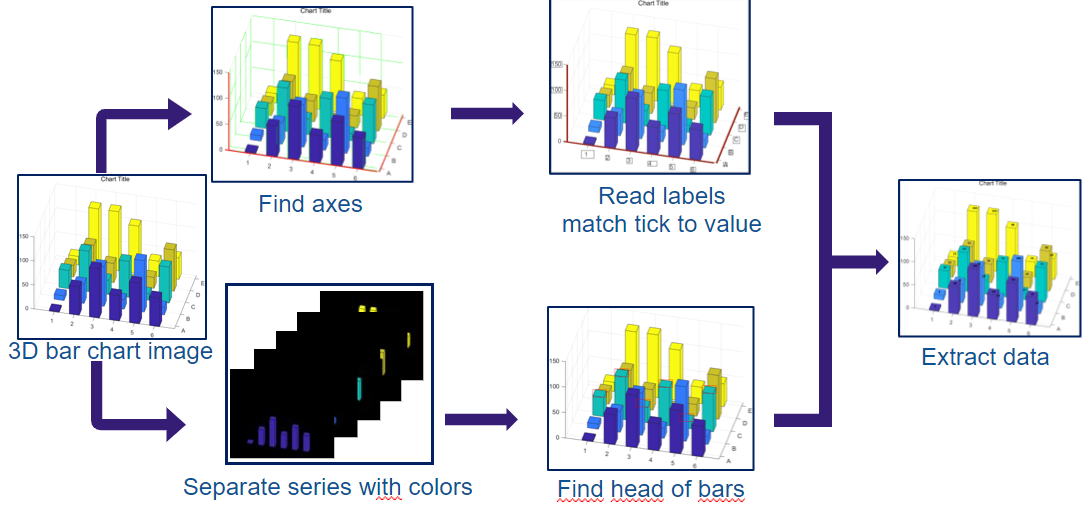 Chart Title
150
100
50
0
1
2
3
4
5
6
A
B
C
D
E
Find axes
Chart Title
150
100
50
0
1
2
3
4
5
6
A
B
C
D
E
Read labels
match tick to value
Chart Title
150
100
50
0
1
2
3
4
5
6
A
B
C
D
E
3D bar chart image
Separate series with colors
150
100
50
0
1
2
3
4
5
6
A
B
C
D
E
Find head of bars
Chart Title
150
100
50
0
1
2
3
4
5
6
A
B
C
D
E
Extract data